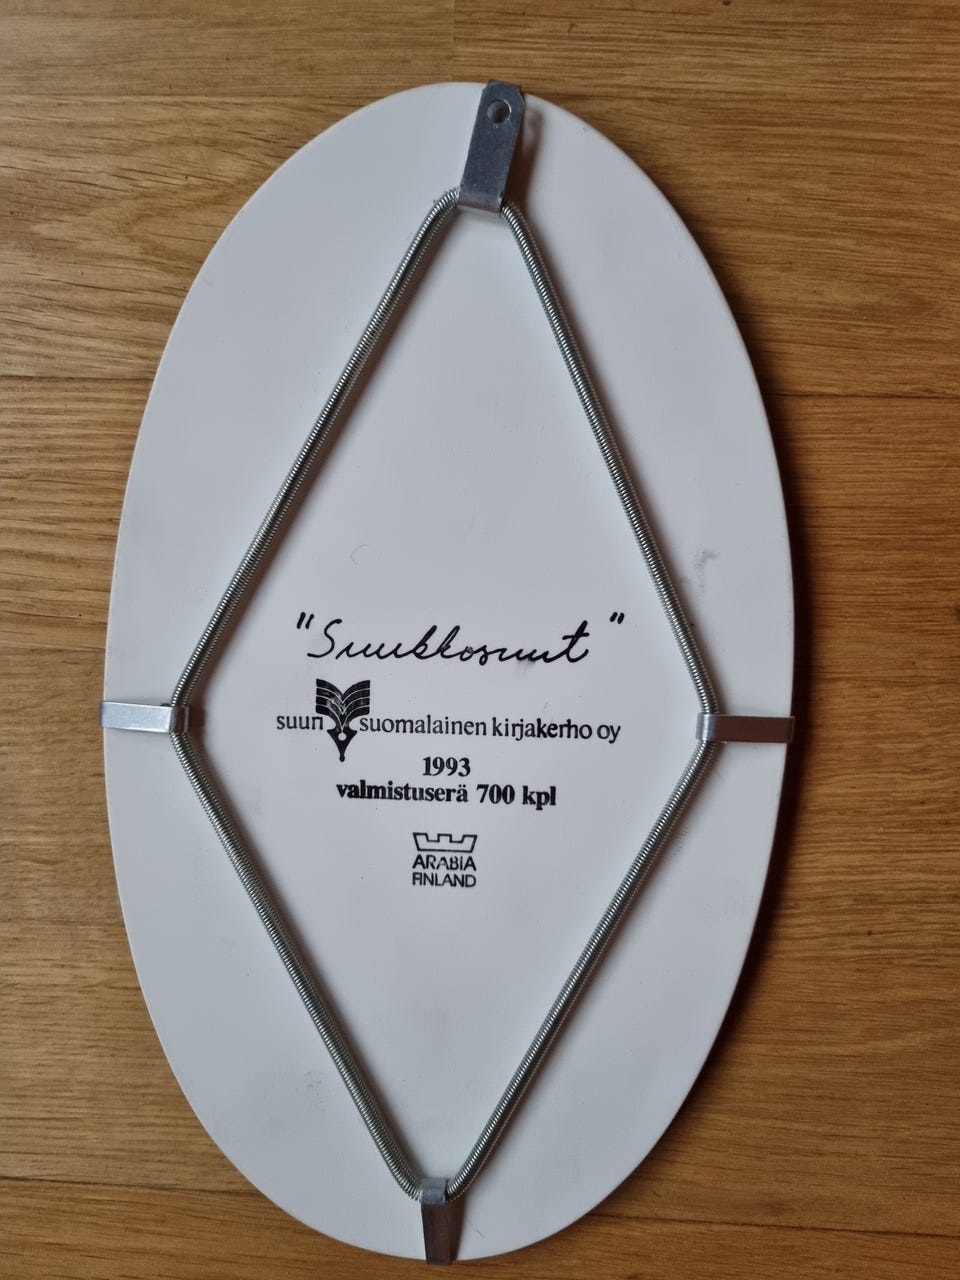 "Suukkosuut"
suuri suomalainen kirjakerho oy
1993
valmistuserä 700 kpl
ARABIA
FINLAND